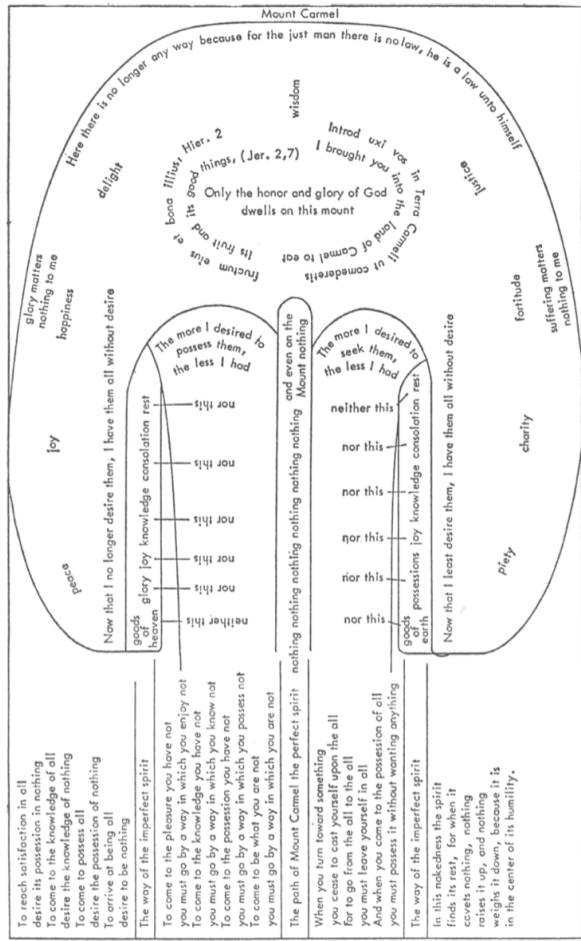 Mount Carmel
Here there is no longer any way because for the just man there is no law, he is a law unto himself
glory matters
nothing to me
happiness
delight
wisdom
justice
fortitude
suffering matters
nothing to me
joy
peace
charity
piety
Introd uxi vos in Terra Carmeli ut comederetis
fructum eius et bona illius, Hier. 2
I brought you into the land of Carmel to eat
its fruit and its good things, (Jer. 2,7)
Only the honor and glory of God
dwells on this mount
Now that I no longer desire them, I have them all without desire
The more I desired to
possess them,
the less I had
goods
of
heaven
glory joy knowledge consolation rest
neither this
nor this
nor this
nor this
nor this
nor this
nothing nothing nothing nothing nothing nothing nothing
and even on the
Mount nothing
The more I desired to
seek them,
the less I had
neither this
nor this
nor this
nor this
nor this
nor this
goods
of
earth
possessions joy knowledge consolation rest
Now that I least desire them, I have them all without desire
To reach satisfaction in all
desire its possession in nothing
To come to the knowledge of all
desire the knowledge of nothing
To come to possess all
desire the possession of nothing
To arrive at being all
desire to be nothing
The way of the imperfect spirit
To come to the pleasure you have not
you must go by a way in which you enjoy not
To come to the knowledge you have not
you must go by a way in which you know not
To come to the possession you have not
you must go by a way in which you possess not
To come to be what you are not
you must go by a way in which you are not
The path of Mount Carmel the perfect spirit
When you turn toward something
you cease to cast yourself upon the all
For to go from the all to the all
you must leave yourself in all
And when you come to the possession of all
you must possess it without wanting anything
The way of the imperfect spirit
In this nakedness the spirit
finds its rest, for when it
covets nothing, nothing
raises it up, and nothing
weighs it down, because it is
in the center of its humility.